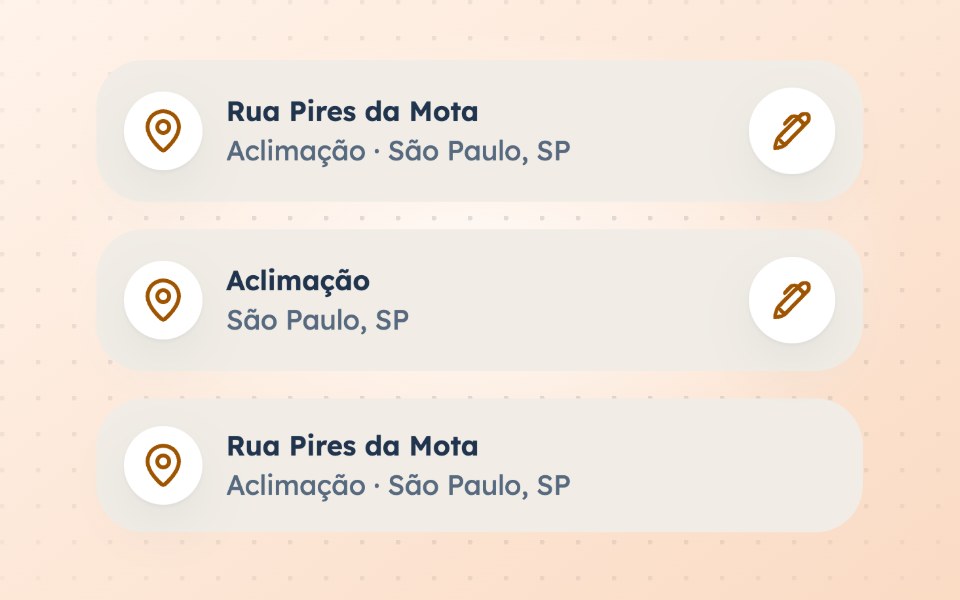 Rua Pires da Mota
Aclimação · São Paulo, SP
Aclimação
São Paulo, SP
Rua Pires da Mota
Aclimação · São Paulo, SP